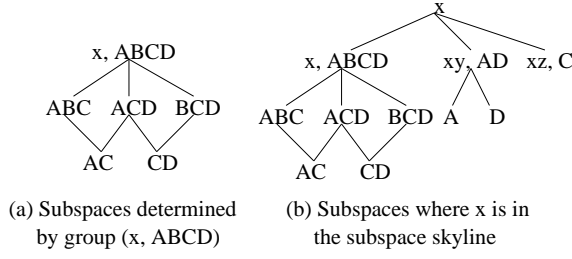 x
x, ABCD
x, ABCD xy, AD xz, C
ABC ACD BCD
ABC ACD BCD A D
AC CD
AC CD
(a) Subspaces determined
by group (x, ABCD)
(b) Subspaces where x is in
the subspace skyline